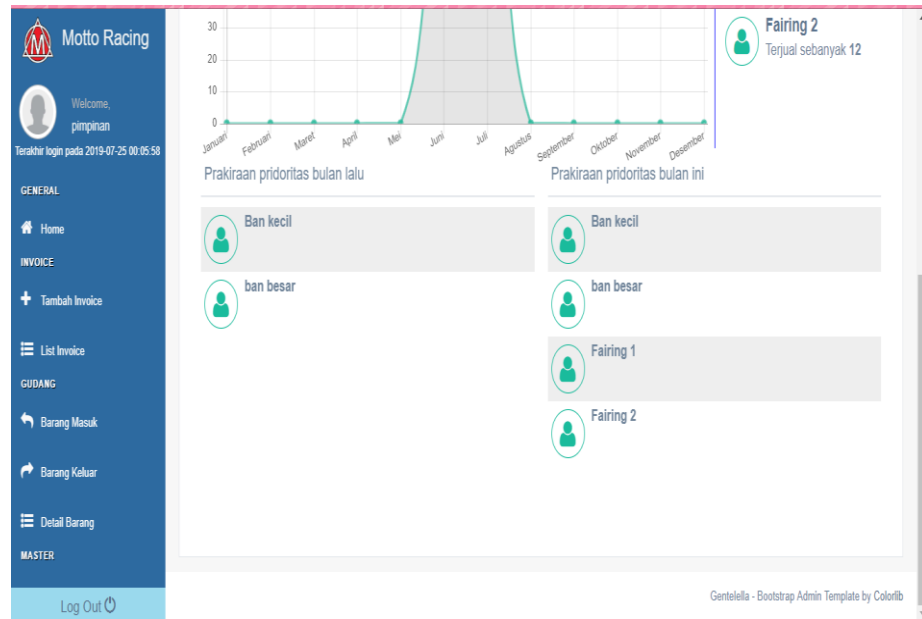 Motto Racing
Welcome,
pimpinan
Terakhir login pada 2019-07-25 00:05:58
GENERAL
Home
INVOICE
Tambah Invoice
List Invoice
GUDANG
Barang Masuk
Barang Keluar
Detail Barang
MASTER
Log Out
30
20
10
0
Januari
Februari
Maret
April
Mei
Juni
Juli
Agustus
September
Oktober
November
Desember
Fairing 2
Terjual sebanyak 12
Prakiraan pridoritas bulan lalu
Ban kecil
ban besar
Prakiraan pridoritas bulan ini
Ban kecil
ban besar
Fairing 1
Fairing 2
Gentelella - Bootstrap Admin Template by Colorlib